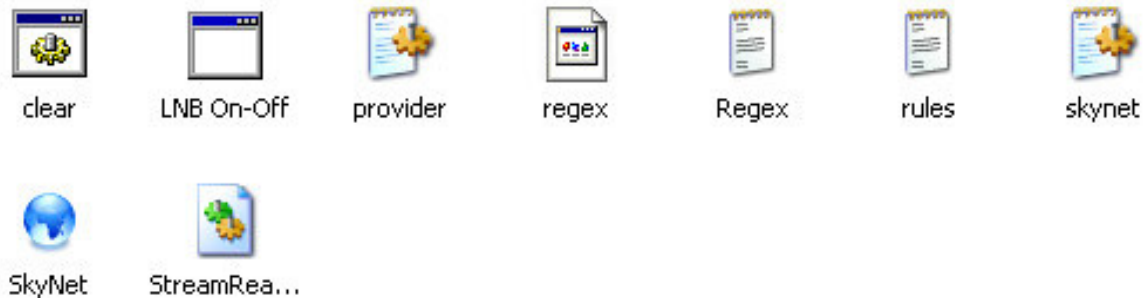 clear LNB On-Off provider regex Regex rules skynet
SkyNet StreamRea...